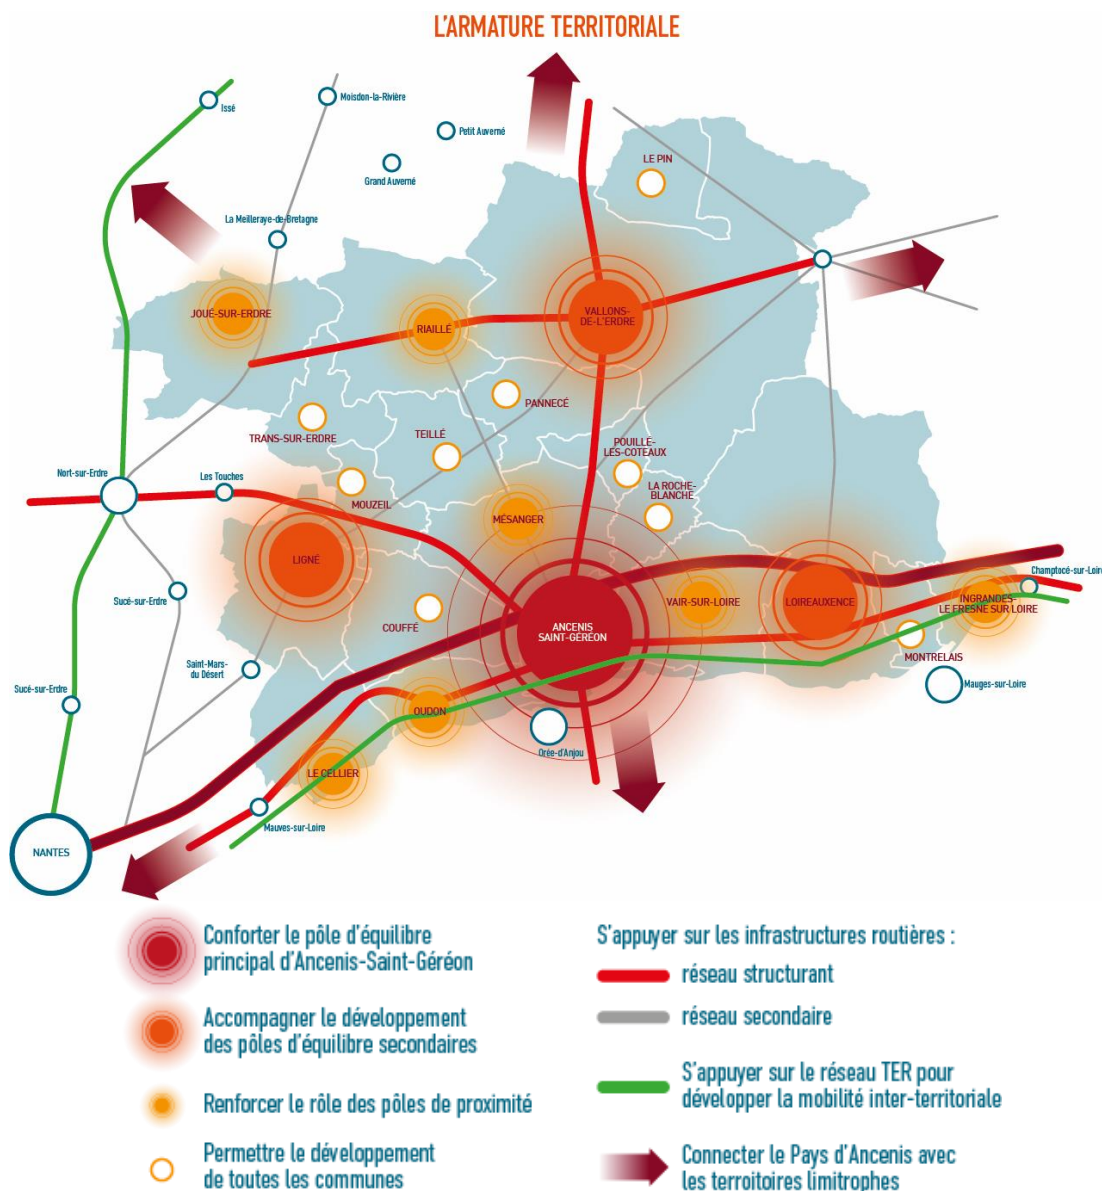 L'ARMATURE TERRITORIALE
Issé
Moisdon-la-Rivière
Petit Auverné
Grand Auverné
LE PIN
La Meilleraye-de-Bretagne
JOUÉ-SUR-ERDRE
RIAILLÉ
VALLONS-
DE-L'ERDRE
PANNECÉ
TRANS-SUR-ERDRE
TEILLÉ
POUILLÉ-
LES-COTEAUX
Nort-sur-Erdre
Les Touches
MOUZEIL
LA ROCHE-
BLANCHE
MÉSANGER
LIGNÉ
Champtocé-sur-Loire
Sucé-sur-Erdre
COUFFÉ
ANCENIS
SAINT-GÉRÉON
VAIR-SUR-LOIRE
LOIREAUXENCE
INGRANDES-
LE FRESNE SUR LOIRE
MONTRELAIS
Saint-Mars-
du Désert
Mauges-sur-Loire
Sucé-sur-Erdre
OUDON
Orée-d'Anjou
LE CELLIER
Mauves-sur-Loire
NANTES
Conforter le pôle d'équilibre
principal d'Ancenis-Saint-Géréon
Accompagner le développement
des pôles d'équilibre secondaires
Renforcer le rôle des pôles de proximité
Permettre le développement
de toutes les communes
S'appuyer sur les infrastructures routières :
réseau structurant
réseau secondaire
S'appuyer sur le réseau TER pour
développer la mobilité inter-territoriale
Connecter le Pays d'Ancenis avec
les territoitoires limitrophes